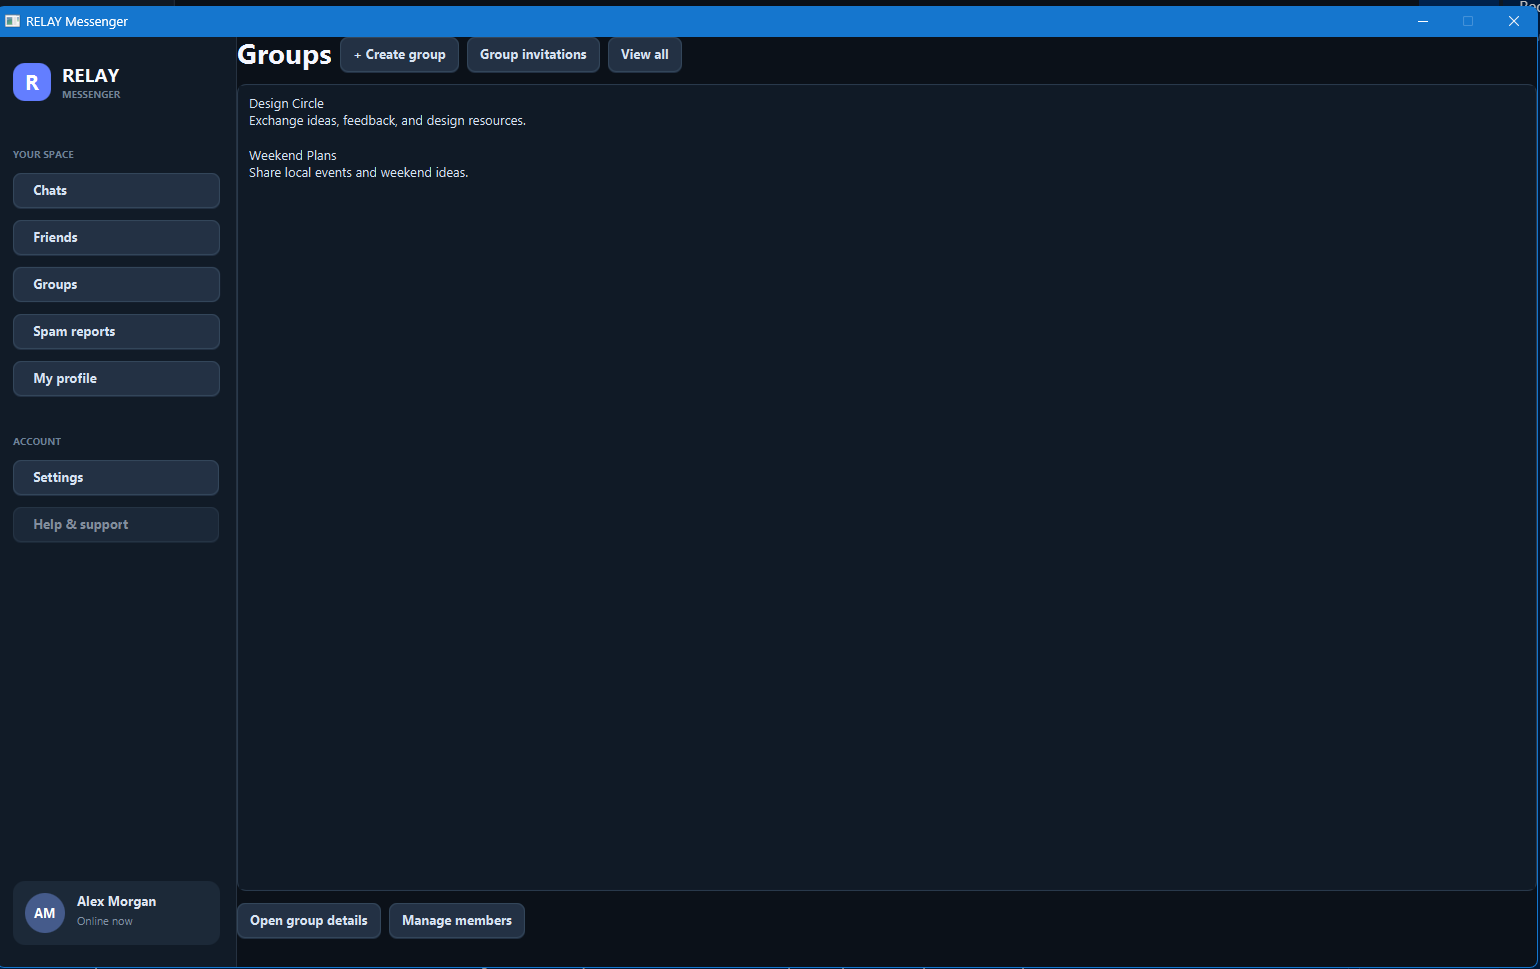 RELAY Messenger
R
RELAY
MESSENGER
YOUR SPACE
Chats
Friends
Groups
Spam reports
My profile
ACCOUNT
Settings
Help & support
AM
Alex Morgan
Online now
Groups
+ Create group
Group invitations
View all
Design Circle
Exchange ideas, feedback, and design resources.
Weekend Plans
Share local events and weekend ideas.
Open group details
Manage members